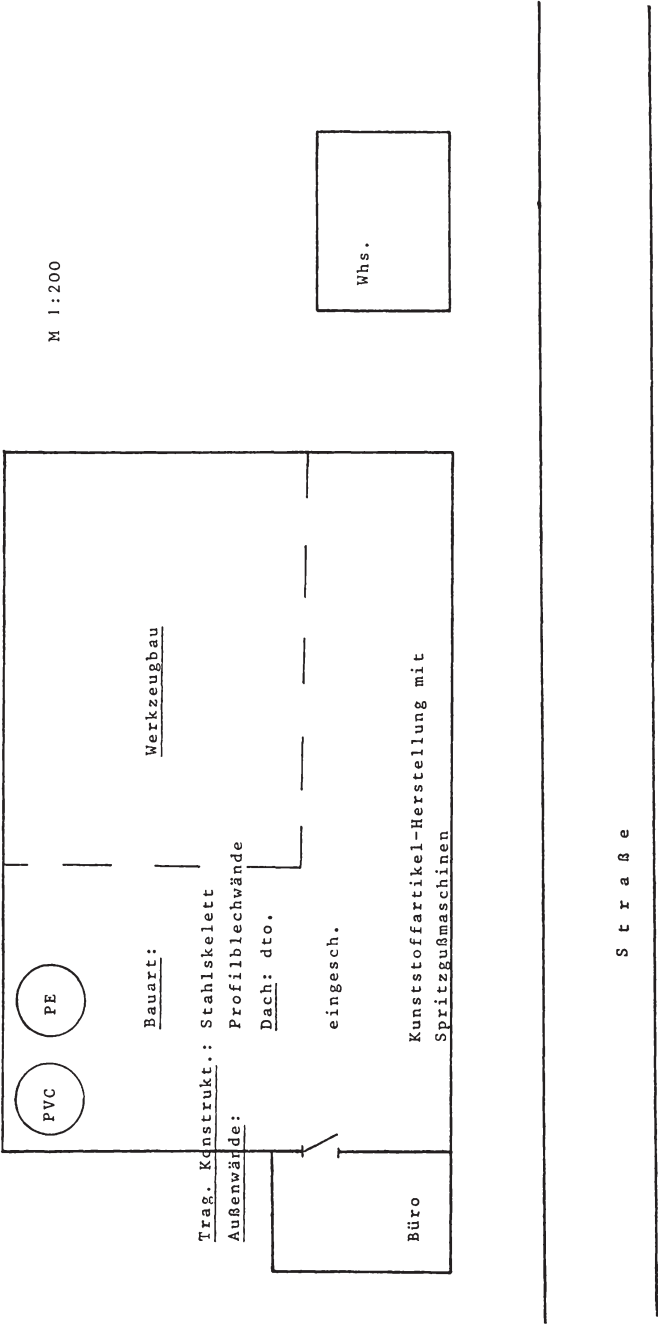 M 1:200
PVC
PE
Bauart:
Werkzeugbau
Trag. Konstrukt.: Stahlskelett
Außenwände: Profilblechwände
Dach: dto.
eingesch.
Whs.
Büro
Kunststoffartikel-Herstellung mit
Spritzgußmaschinen
Straße